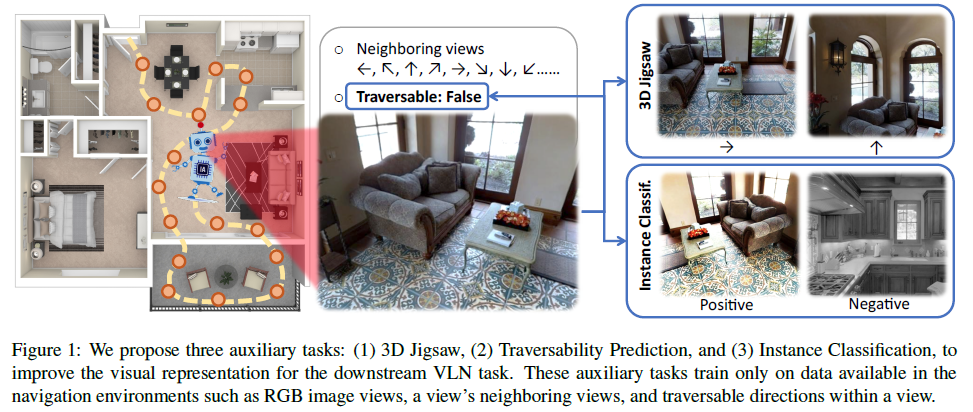 Neighboring views
←, ↖, ↑, ↗, →, ↘, ↓, ↙……
Traversable: False
3D Jigsaw
→
↑
Instance Classif.
Positive
Negative
Figure 1: We propose three auxiliary tasks: (1) 3D Jigsaw, (2) Traversability Prediction, and (3) Instance Classification, to
improve the visual representation for the downstream VLN task. These auxiliary tasks train only on data available in the
navigation environments such as RGB image views, a view's neighboring views, and traversable directions within a view.